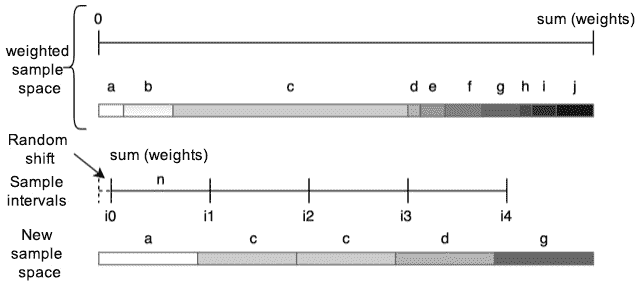 0 sum (weights)
weighted
sample
space
a b c d e f g h i j
Random
shift
sum (weights)
n
Sample
intervals
i0 i1 i2 i3 i4
New
sample
space
a c c d g